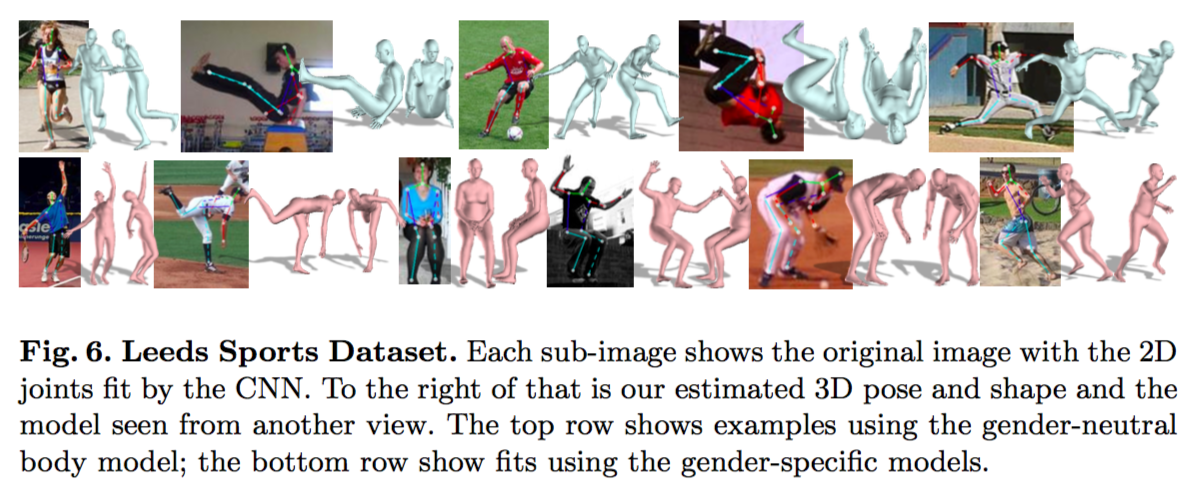 Fig. 6. Leeds Sports Dataset. Each sub-image shows the original image with the 2D
joints fit by the CNN. To the right of that is our estimated 3D pose and shape and the
model seen from another view. The top row shows examples using the gender-neutral
body model; the bottom row show fits using the gender-specific models.